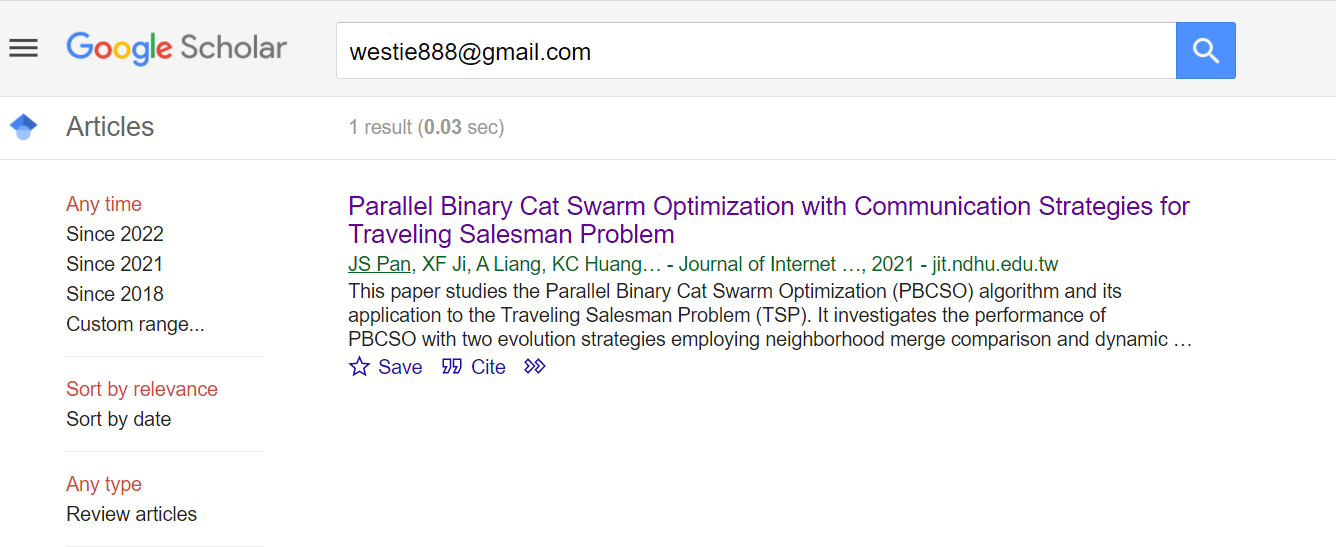 Google Scholar
westie888@gmail.com
Articles
1 result (0.03 sec)
Any time
Since 2022
Since 2021
Since 2018
Custom range...
Sort by relevance
Sort by date
Any type
Review articles
Parallel Binary Cat Swarm Optimization with Communication Strategies for
Traveling Salesman Problem
JS Pan, XF Ji, A Liang, KC Huang… - Journal of Internet …, 2021 - jit.ndhu.edu.tw
This paper studies the Parallel Binary Cat Swarm Optimization (PBCSO) algorithm and its
application to the Traveling Salesman Problem (TSP). It investigates the performance of
PBCSO with two evolution strategies employing neighborhood merge comparison and dynamic …
Save Cite